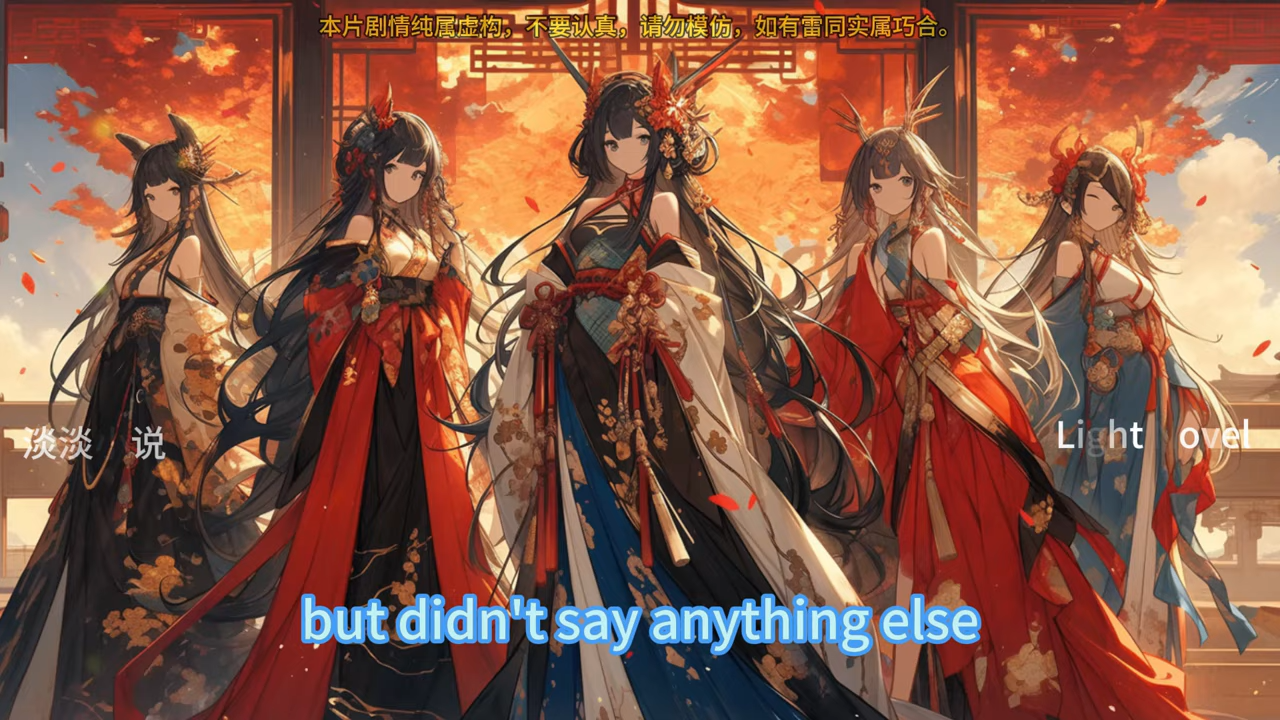 本片剧情纯属虚构，不要认真，请勿模仿，如有雷同实属巧合。
淡淡 说
Light ovel
but didn't say anything else